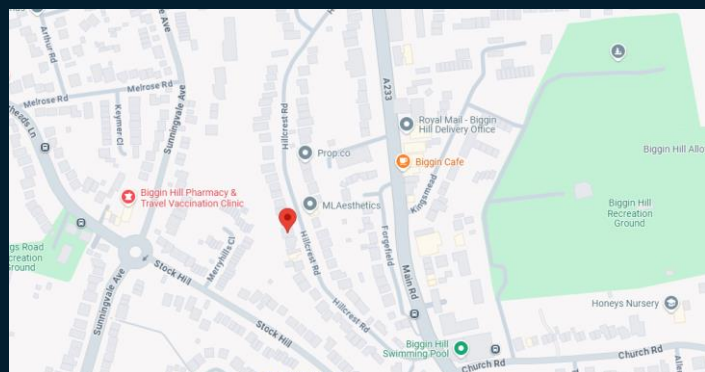 Arthur Rd
Sunningvale Ave
Melrose Rd
Melrose Rd
Keymer Cl
Hillcrest Rd
A233
Royal Mail - Biggin
Hill Delivery Office
Prop.co
Biggin Cafe
Biggin Hill Allo
Biggin Hill Pharmacy &
Travel Vaccination Clinic
MLAesthetics
Kingsmead
Biggin Hill
Recreation
Ground
Forgefield
Hillcrest Rd
Merryhills Cl
gs Road
creation
Ground
Stock Hill
Main Rd
Sunningvale Ave
Hillcrest Rd
Honeys Nursery
Stock Hill
Biggin Hill
Swimming Pool
Church Rd
Church Rd